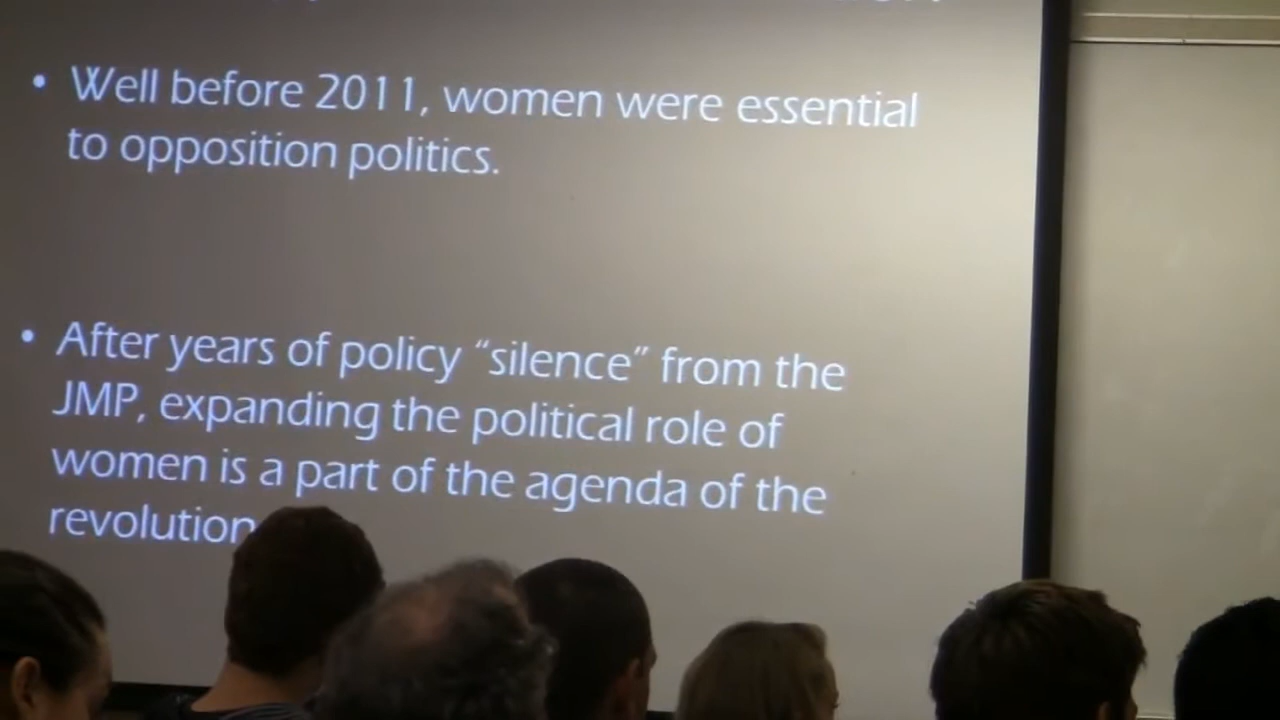 • Well before 2011, women were essential
to opposition politics.
• After years of policy “silence” from the
JMP, expanding the political role of
women is a part of the agenda of the
revolution